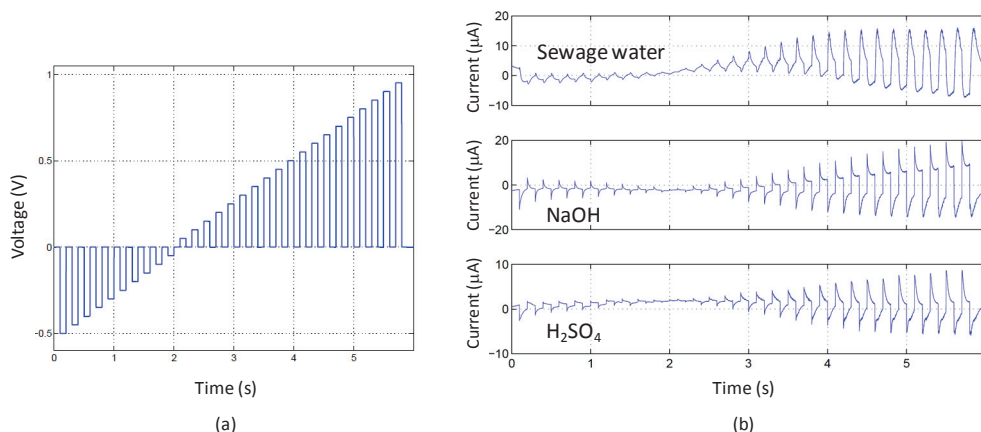 1
0.5
0
-0.5
0 1 2 3 4 5
Voltage (V)
Time (s)
(a)
20
10
0
−10
Current (µA)
Sewage water
20
0
−20
Current (µA)
NaOH
10
0
−10
Current (µA)
H₂SO₄
0 1 2 3 4 5
Time (s)
(b)